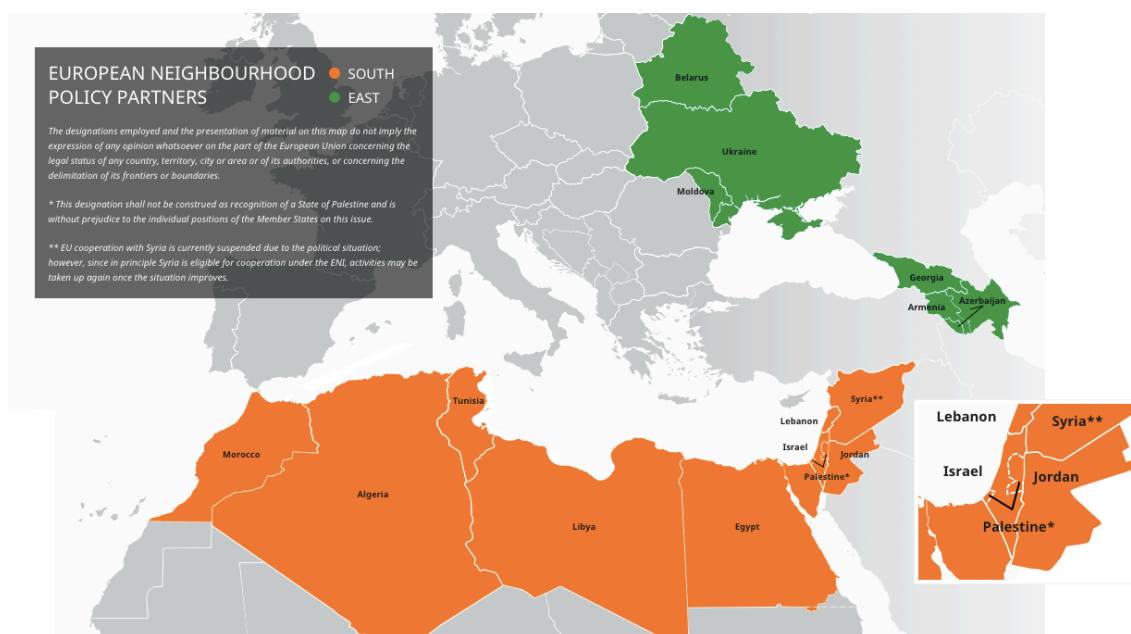 EUROPEAN NEIGHBOURHOOD
POLICY PARTNERS
SOUTH
EAST
The designations employed and the presentation of material on this map do not imply the
expression of any opinion whatsoever on the part of the European Union concerning the
legal status of any country, territory, city or area or of its authorities, or concerning the
delimitation of its frontiers or boundaries.
* This designation shall not be construed as recognition of a State of Palestine and is
without prejudice to the individual positions of the Member States on this issue.
** EU cooperation with Syria is currently suspended due to the political situation;
however, since in principle Syria is eligible for cooperation under the ENI, activities may be
taken up again once the situation improves.
Belarus
Ukraine
Moldova
Georgia
Armenia
Azerbaijan
Tunisia
Syria**
Lebanon
Israel
Jordan
Palestine*
Morocco
Algeria
Libya
Egypt
Lebanon
Syria**
Israel
Jordan
Palestine*